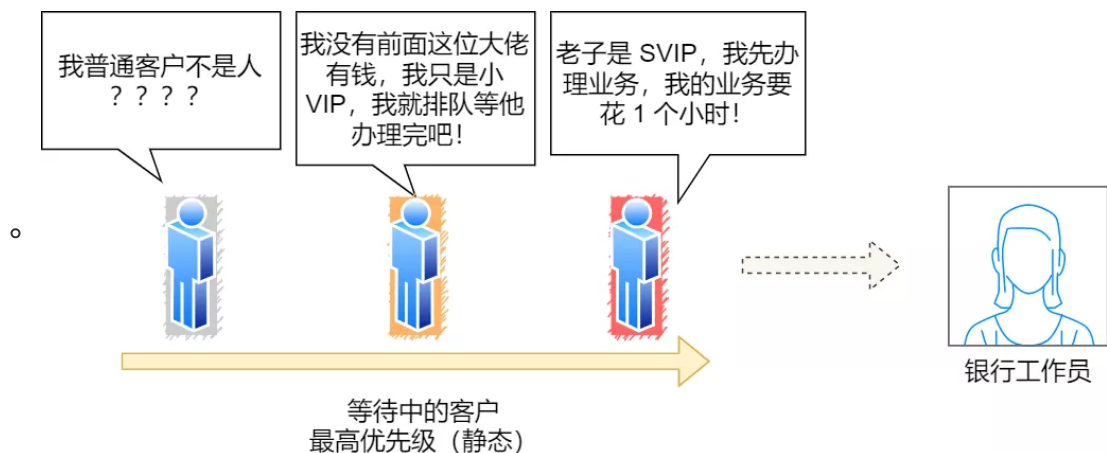 我普通客户不是人
？？？？
我没有前面这位大佬
有钱，我只是小
VIP，我就排队等他
办理完吧！
老子是 SVIP，我先办
理业务，我的业务要
花 1 个小时！
。
银行工作员
等待中的客户
最高优先级（静态）